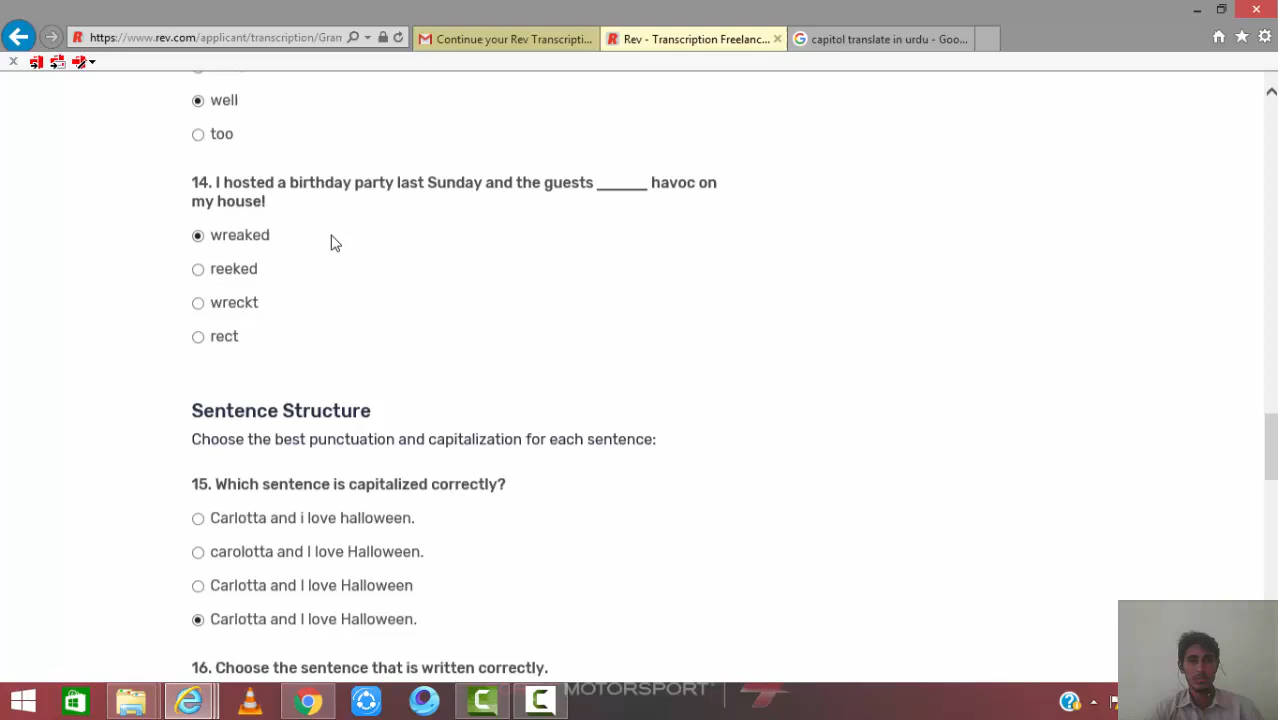 https://www.rev.com/applicant/transcription/Gran
Continue your Rev Transcripti...
Rev - Transcription Freelanc...
capitol translate in urdu - Goo...
well
too
14. I hosted a birthday party last Sunday and the guests ______ havoc on
my house!
wreaked
reeked
wreckt
rect
Sentence Structure
Choose the best punctuation and capitalization for each sentence:
15. Which sentence is capitalized correctly?
Carlotta and i love halloween.
carolotta and I love Halloween.
Carlotta and I love Halloween
Carlotta and I love Halloween.
16. Choose the sentence that is written correctly.
MOTORSPORT